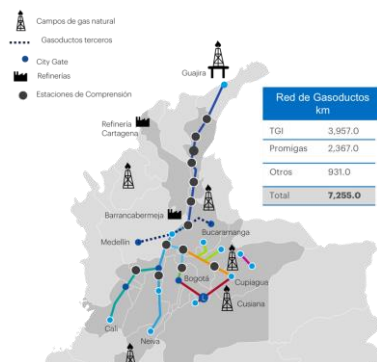 Campos de gas natural
Gasoductos terceros
City Gate
Refinerías
Estaciones de Comprensión
Guajira
Refinería
Cartagena
Red de Gasoductos
km
TGI 3,957.0
Promigas 2,367.0
Otros 931.0
Total 7,255.0
Barrancabermeja
Bucaramanga
Medellín
Bogotá
Cupiagua
Cusiana
Cali
Neiva